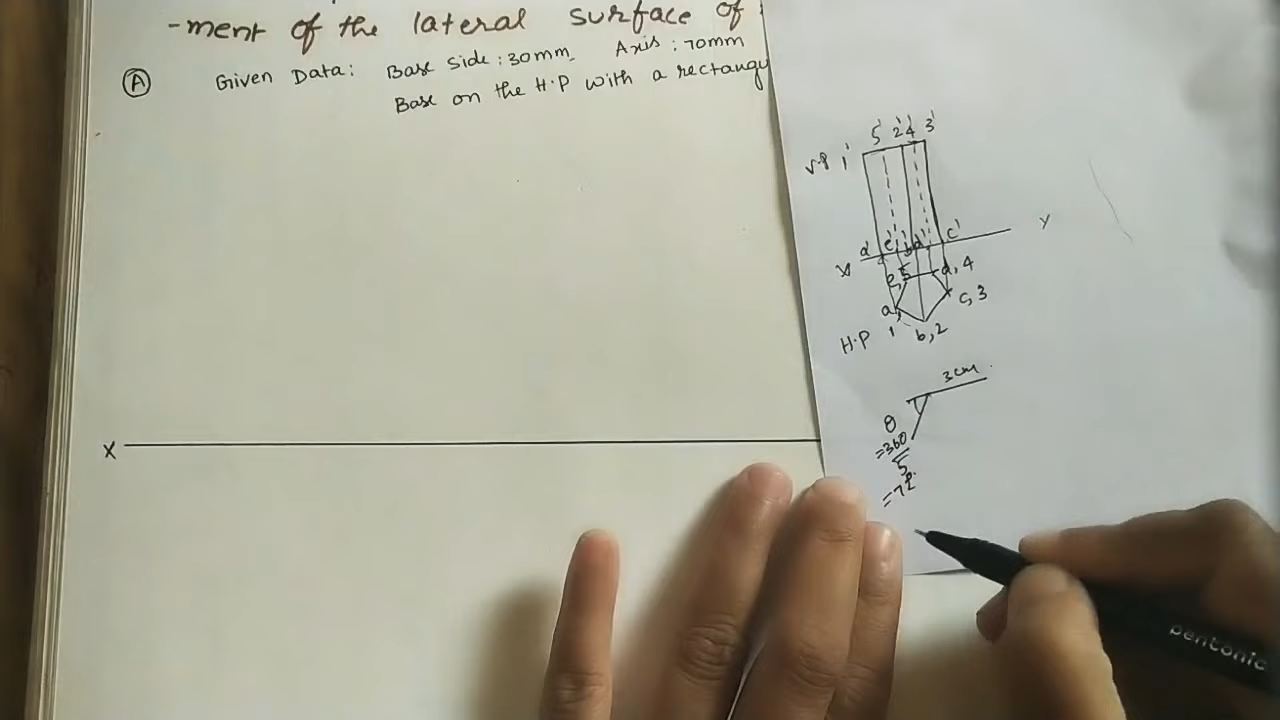 -ment of the lateral surface of
A Given Data: Base side: 30mm Axis: 70mm
Base on the H.P with a rectangu
5' 2' 4' 3'
V.P 1'
a' e' b' d' c' Y
X
e,5 d,4
a, c,3
1 b,2
H.P
3cm
θ
=360
5
=72°
X
pentonic